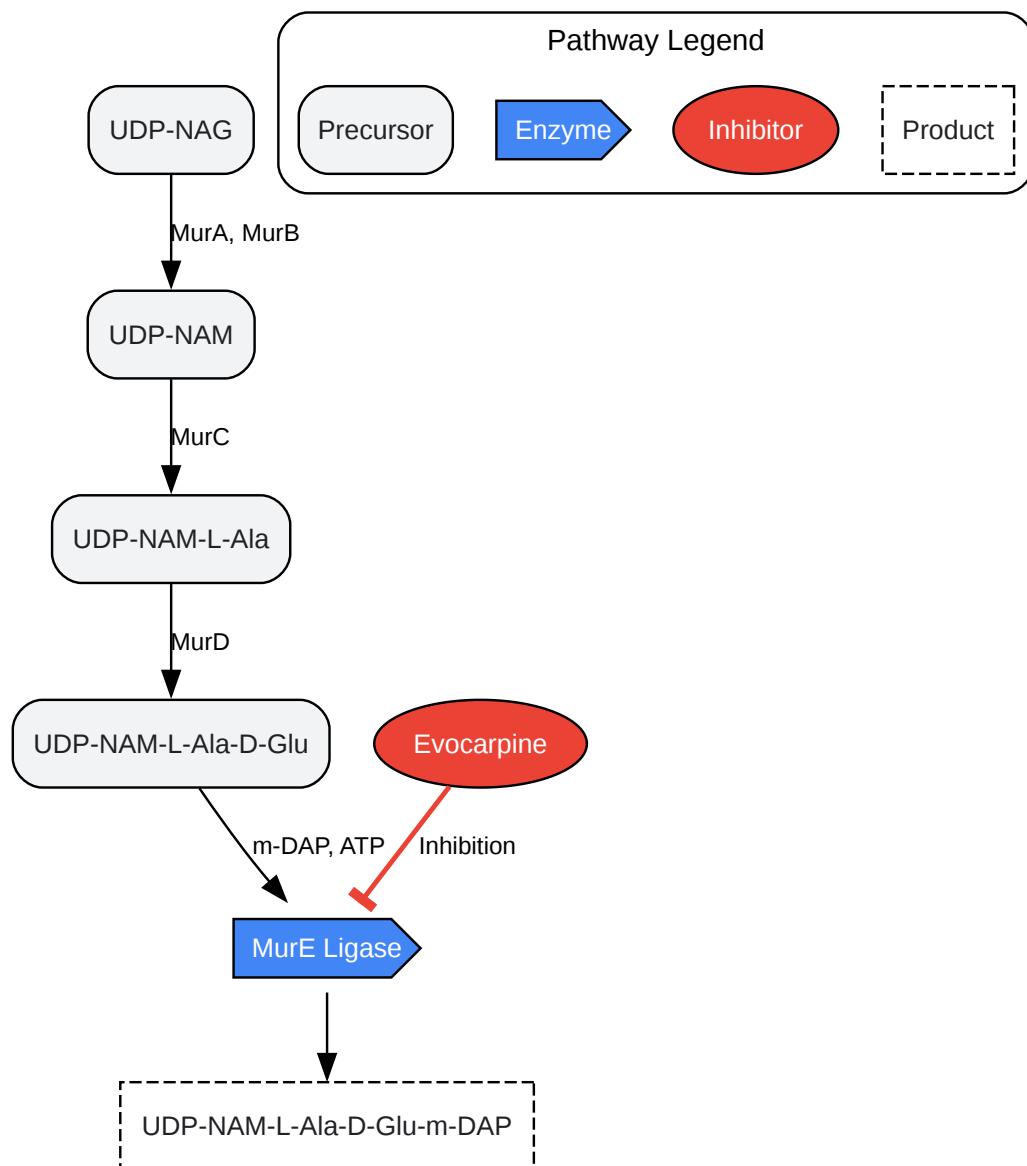 Pathway Legend
UDP-NAG
Precursor
Enzyme
Inhibitor
Product
MurA, MurB
UDP-NAM
MurC
UDP-NAM-L-Ala
MurD
UDP-NAM-L-Ala-D-Glu
Evocarpine
m-DAP, ATP
Inhibition
MurE Ligase
UDP-NAM-L-Ala-D-Glu-m-DAP